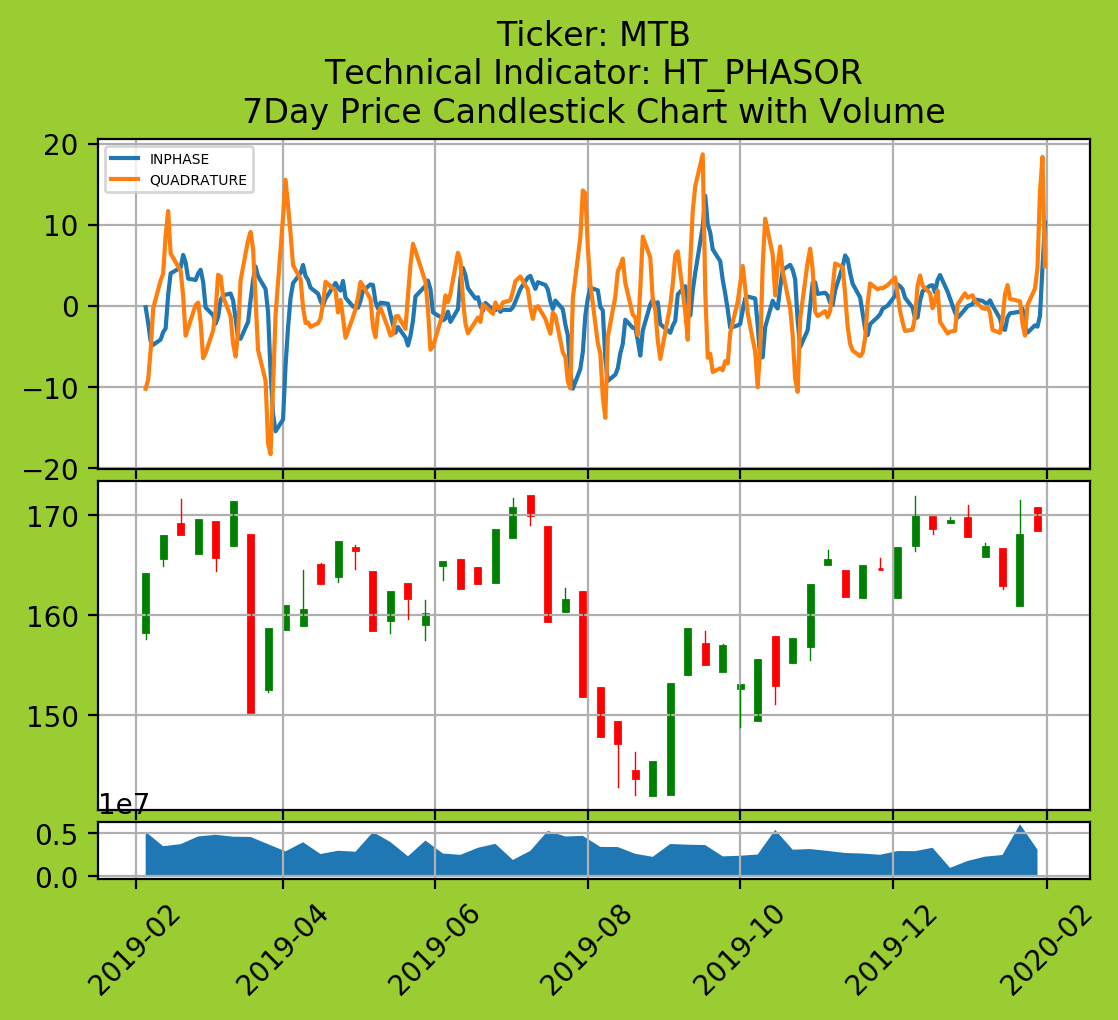 Ticker: MTB
Technical Indicator: HT_PHASOR
7Day Price Candlestick Chart with Volume
20
INPHASE
QUADRATURE
10
0
−10
−20
170
160
150
1e7
0.5
0.0
2019-02
2019-04
2019-06
2019-08
2019-10
2019-12
2020-02